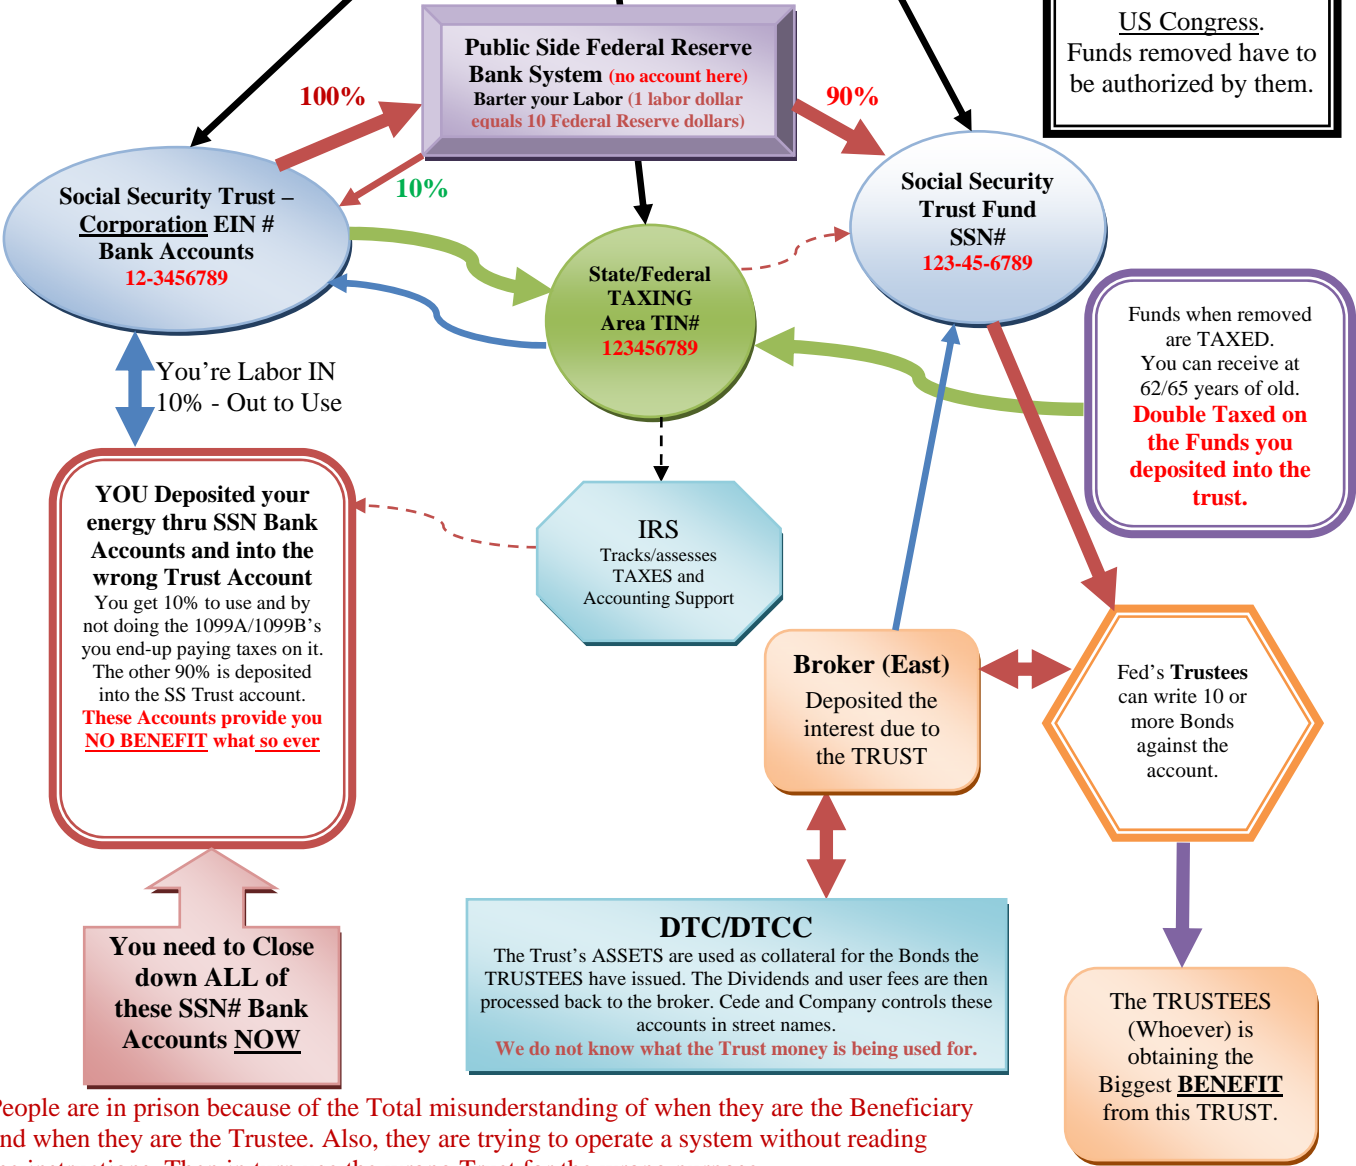 US Congress.
Funds removed have to
be authorized by them.
Public Side Federal Reserve
Bank System (no account here)
Barter your Labor (1 labor dollar
equals 10 Federal Reserve dollars)
100%
90%
10%
Social Security Trust –
Corporation EIN #
Bank Accounts
12-3456789
Social Security
Trust Fund
SSN#
123-45-6789
State/Federal
TAXING
Area TIN#
123456789
Funds when removed
are TAXED.
You can receive at
62/65 years of old.
Double Taxed on
the Funds you
deposited into the
trust.
You're Labor IN
10% - Out to Use
YOU Deposited your
energy thru SSN Bank
Accounts and into the
wrong Trust Account
You get 10% to use and by
not doing the 1099A/1099B's
you end-up paying taxes on it.
The other 90% is deposited
into the SS Trust account.
These Accounts provide you
NO BENEFIT what so ever
IRS
Tracks/assesses
TAXES and
Accounting Support
Broker (East)
Deposited the
interest due to
the TRUST
Fed's Trustees
can write 10 or
more Bonds
against the
account.
You need to Close
down ALL of
these SSN# Bank
Accounts NOW
DTC/DTCC
The Trust's ASSETS are used as collateral for the Bonds the
TRUSTEES have issued. The Dividends and user fees are then
processed back to the broker. Cede and Company controls these
accounts in street names.
We do not know what the Trust money is being used for.
The TRUSTEES
(Whoever) is
obtaining the
Biggest BENEFIT
from this TRUST.
People are in prison because of the Total misunderstanding of when they are the Beneficiary
and when they are the Trustee. Also, they are trying to operate a system without reading